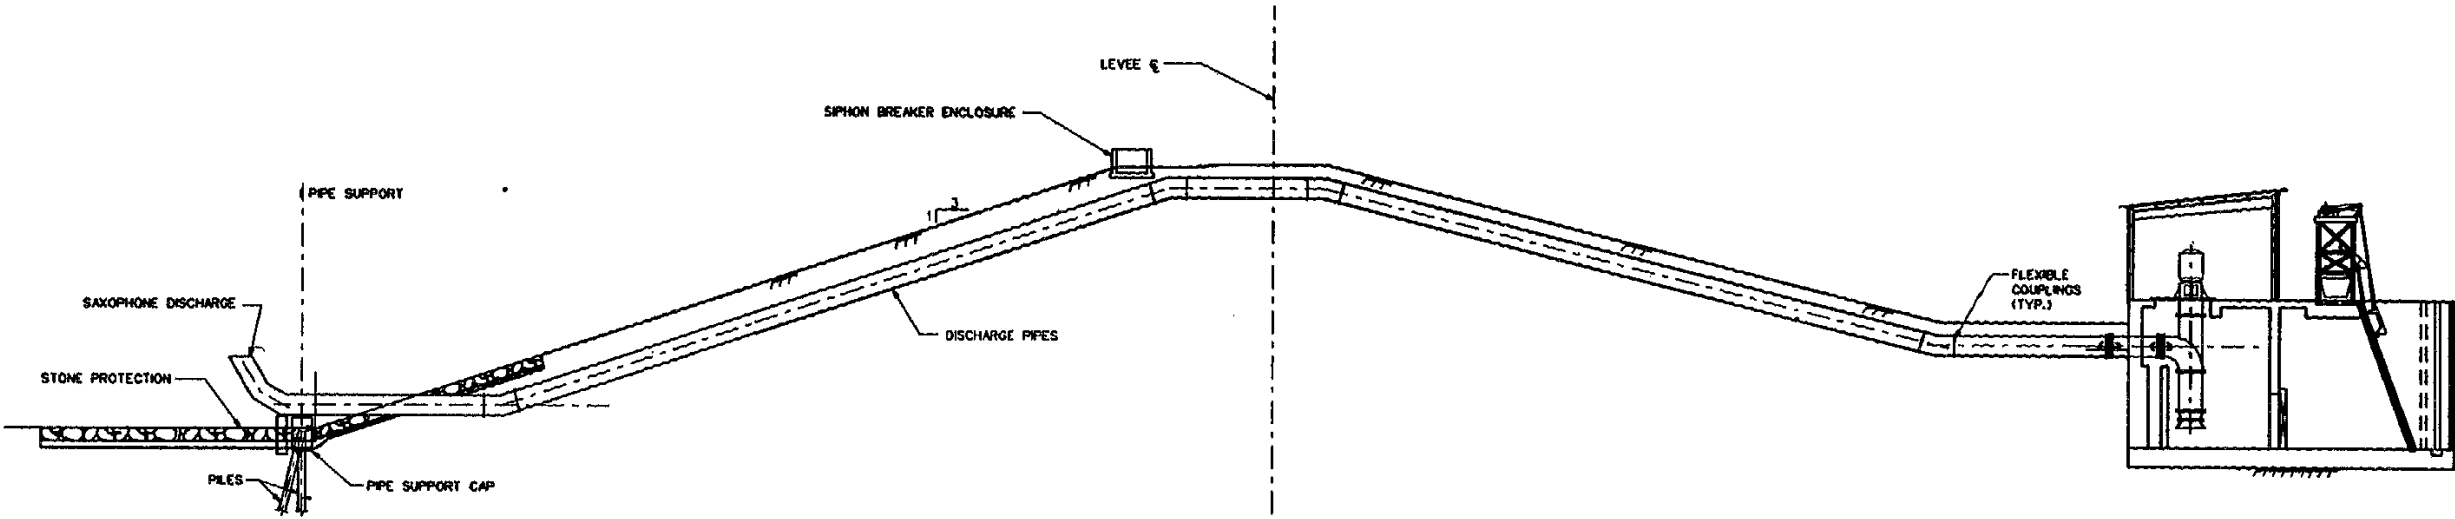 LEVEE ℄
SIPHON BREAKER ENCLOSURE
PIPE SUPPORT
3
1
SAXOPHONE DISCHARGE
FLEXIBLE
COUPLINGS
(TYP.)
DISCHARGE PIPES
STONE PROTECTION
PILES
PIPE SUPPORT CAP